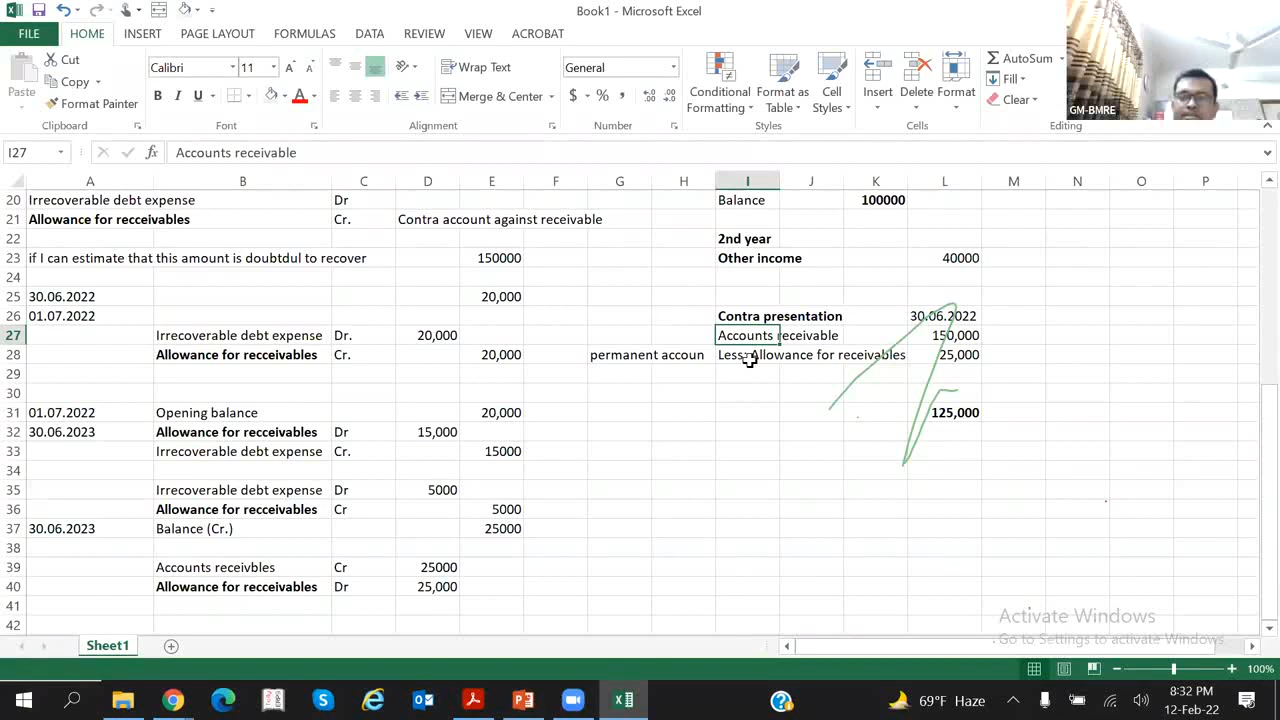 Book1 - Microsoft Excel
FILE HOME INSERT PAGE LAYOUT FORMULAS DATA REVIEW VIEW ACROBAT
Cut Calibri 11 Wrap Text General AutoSum
Copy Fill
Paste Format Painter B I U Merge & Center $ % Conditional Formatting Format as Table Cell Styles Insert Delete Format Clear
GM-BMRE
Clipboard Font Alignment Number Styles Cells Editing
I27 fx Accounts receivable
A B C D E F G H I J K L M N O P
20 Irrecoverable debt expense Dr Balance 100000
21 Allowance for recceivables Cr. Contra account against receivable
22 2nd year
23 if I can estimate that this amount is doubtdul to recover 150000 Other income 40000
24
25 30.06.2022 20,000
26 01.07.2022 Contra presentation 30.06.2022
27 Irrecoverable debt expense Dr. 20,000 Accounts receivable 150,000
28 Allowance for recceivables Cr. 20,000 permanent accoun Less: Allowance for receivables 25,000
29
30
31 01.07.2022 Opening balance 20,000 125,000
32 30.06.2023 Allowance for recceivables Dr 15,000
33 Irrecoverable debt expense Cr. 15000
34
35 Irrecoverable debt expense Dr 5000
36 Allowance for recceivables Cr 5000
37 30.06.2023 Balance (Cr.) 25000
38
39 Accounts receivbles Cr 25000
40 Allowance for recceivables Dr 25,000
41
42
Activate Windows
Go to Settings to activate Windows.
Sheet1
100%
69°F Haze
8:32 PM
12-Feb-22